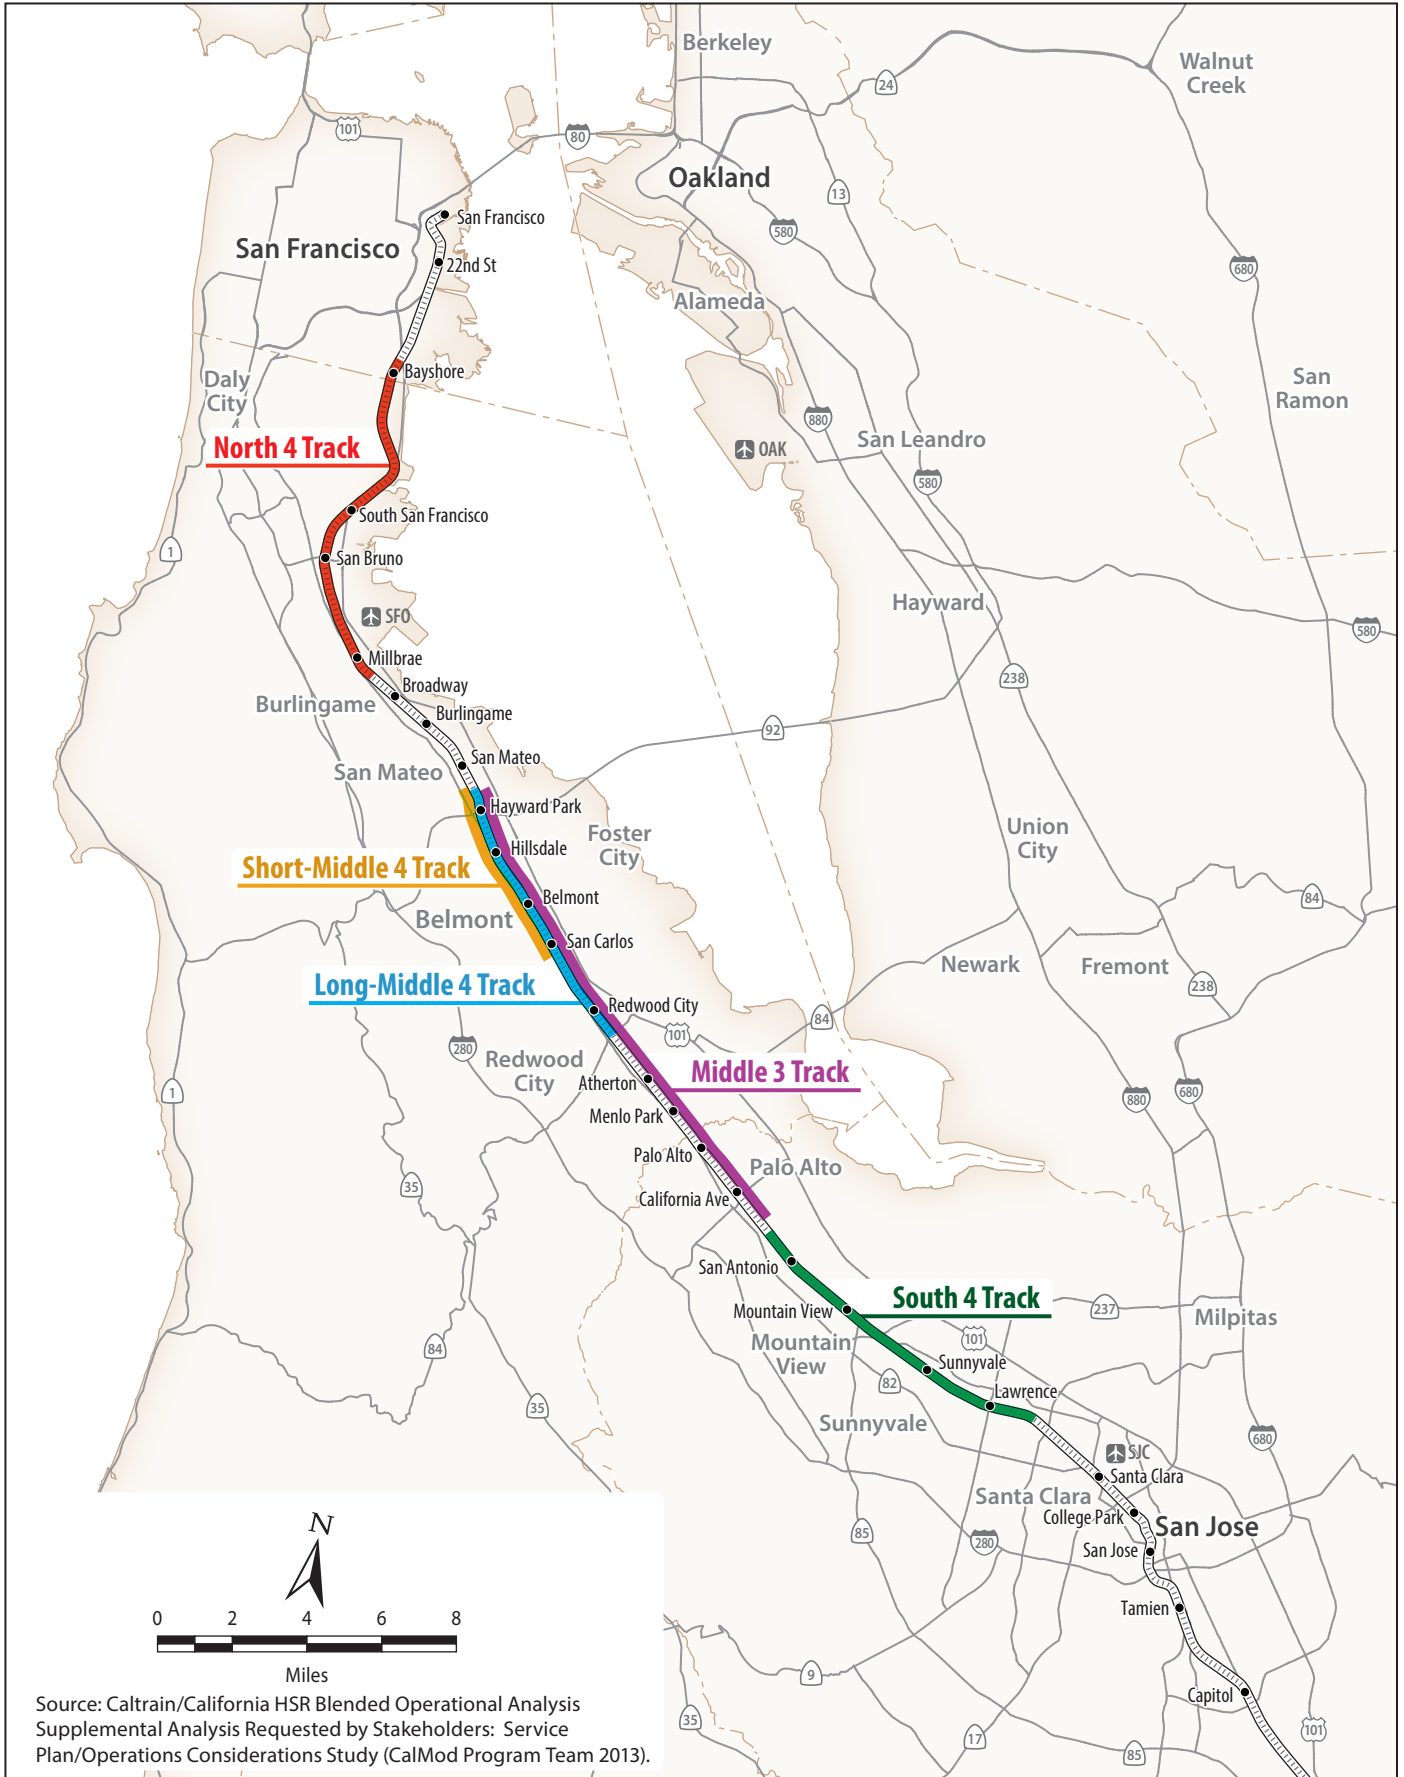 Berkeley
Walnut
Creek
24
101
80
Oakland
13
San Francisco
580
San Francisco
22nd St
680
Alameda
Bayshore
Daly
City
San
Ramon
880
North 4 Track
San Leandro
OAK
580
South San Francisco
1
San Bruno
Hayward
SFO
580
Millbrae
238
Broadway
Burlingame
Burlingame
92
San Mateo
San Mateo
Hayward Park
Foster
City
Union
City
Hillsdale
Short-Middle 4 Track
Belmont
84
Belmont
San Carlos
Newark
Fremont
Long-Middle 4 Track
238
Redwood City
84
101
280
Redwood
City
Middle 3 Track
Atherton
1
680
880
Menlo Park
Palo Alto
Palo Alto
35
California Ave
San Antonio
South 4 Track
Mountain View
237
Milpitas
101
Mountain
View
84
Sunnyvale
82
Lawrence
35
Sunnyvale
680
SJC
Santa Clara
Santa Clara
College Park
San Jose
85
280
San Jose
N
Tamien
0 2 4 6 8
Miles
9
Capitol
35
101
17
85
Source: Caltrain/California HSR Blended Operational Analysis
Supplemental Analysis Requested by Stakeholders: Service
Plan/Operations Considerations Study (CalMod Program Team 2013).